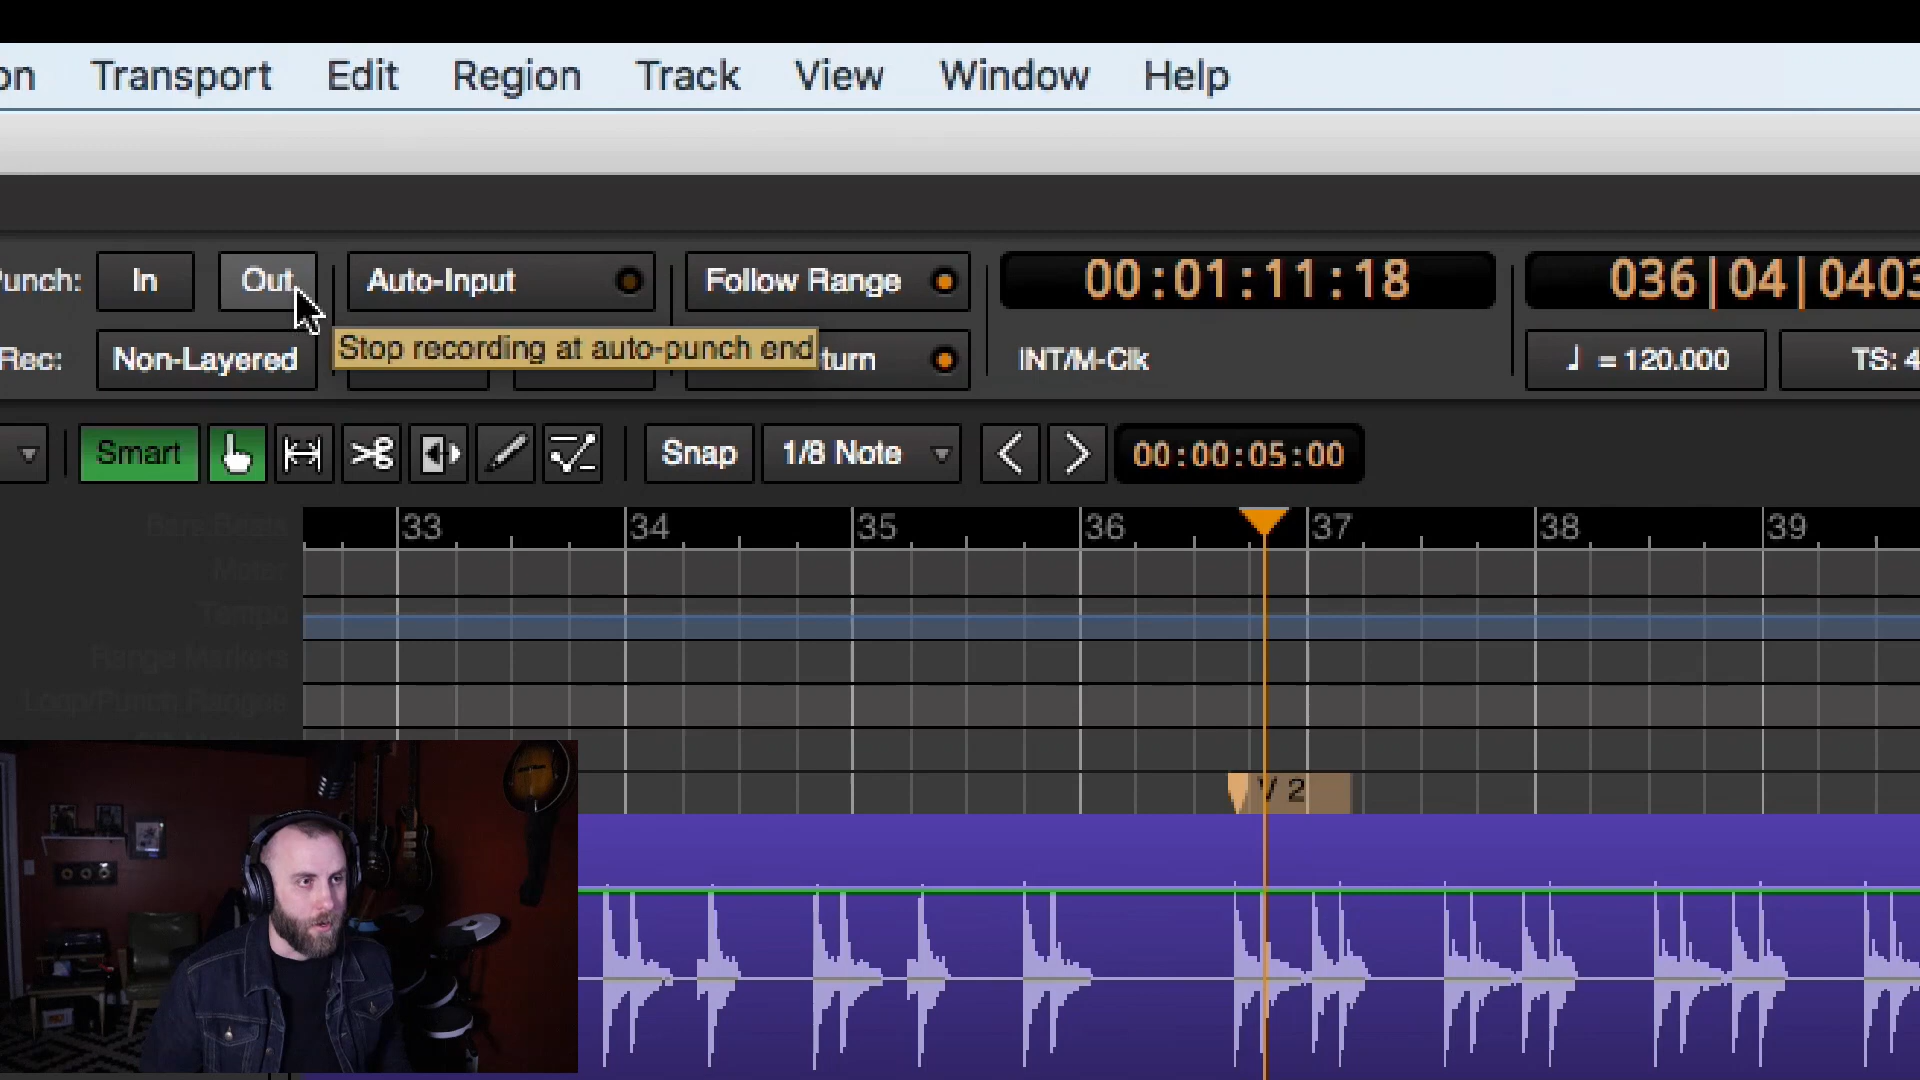 on Transport Edit Region Track View Window Help
Punch: In Out Auto-Input Follow Range 00:01:11:18 036|04|0403
Stop recording at auto-punch end
Rec: Non-Layered turn INT/M-Clk ♩ = 120.000 TS: 4
Smart Snap 1/8 Note 00:00:05:00
Bars:Beats 33 34 35 36 37 38 39
Meter
Tempo
Range Markers
Loop/Punch Ranges
V 2